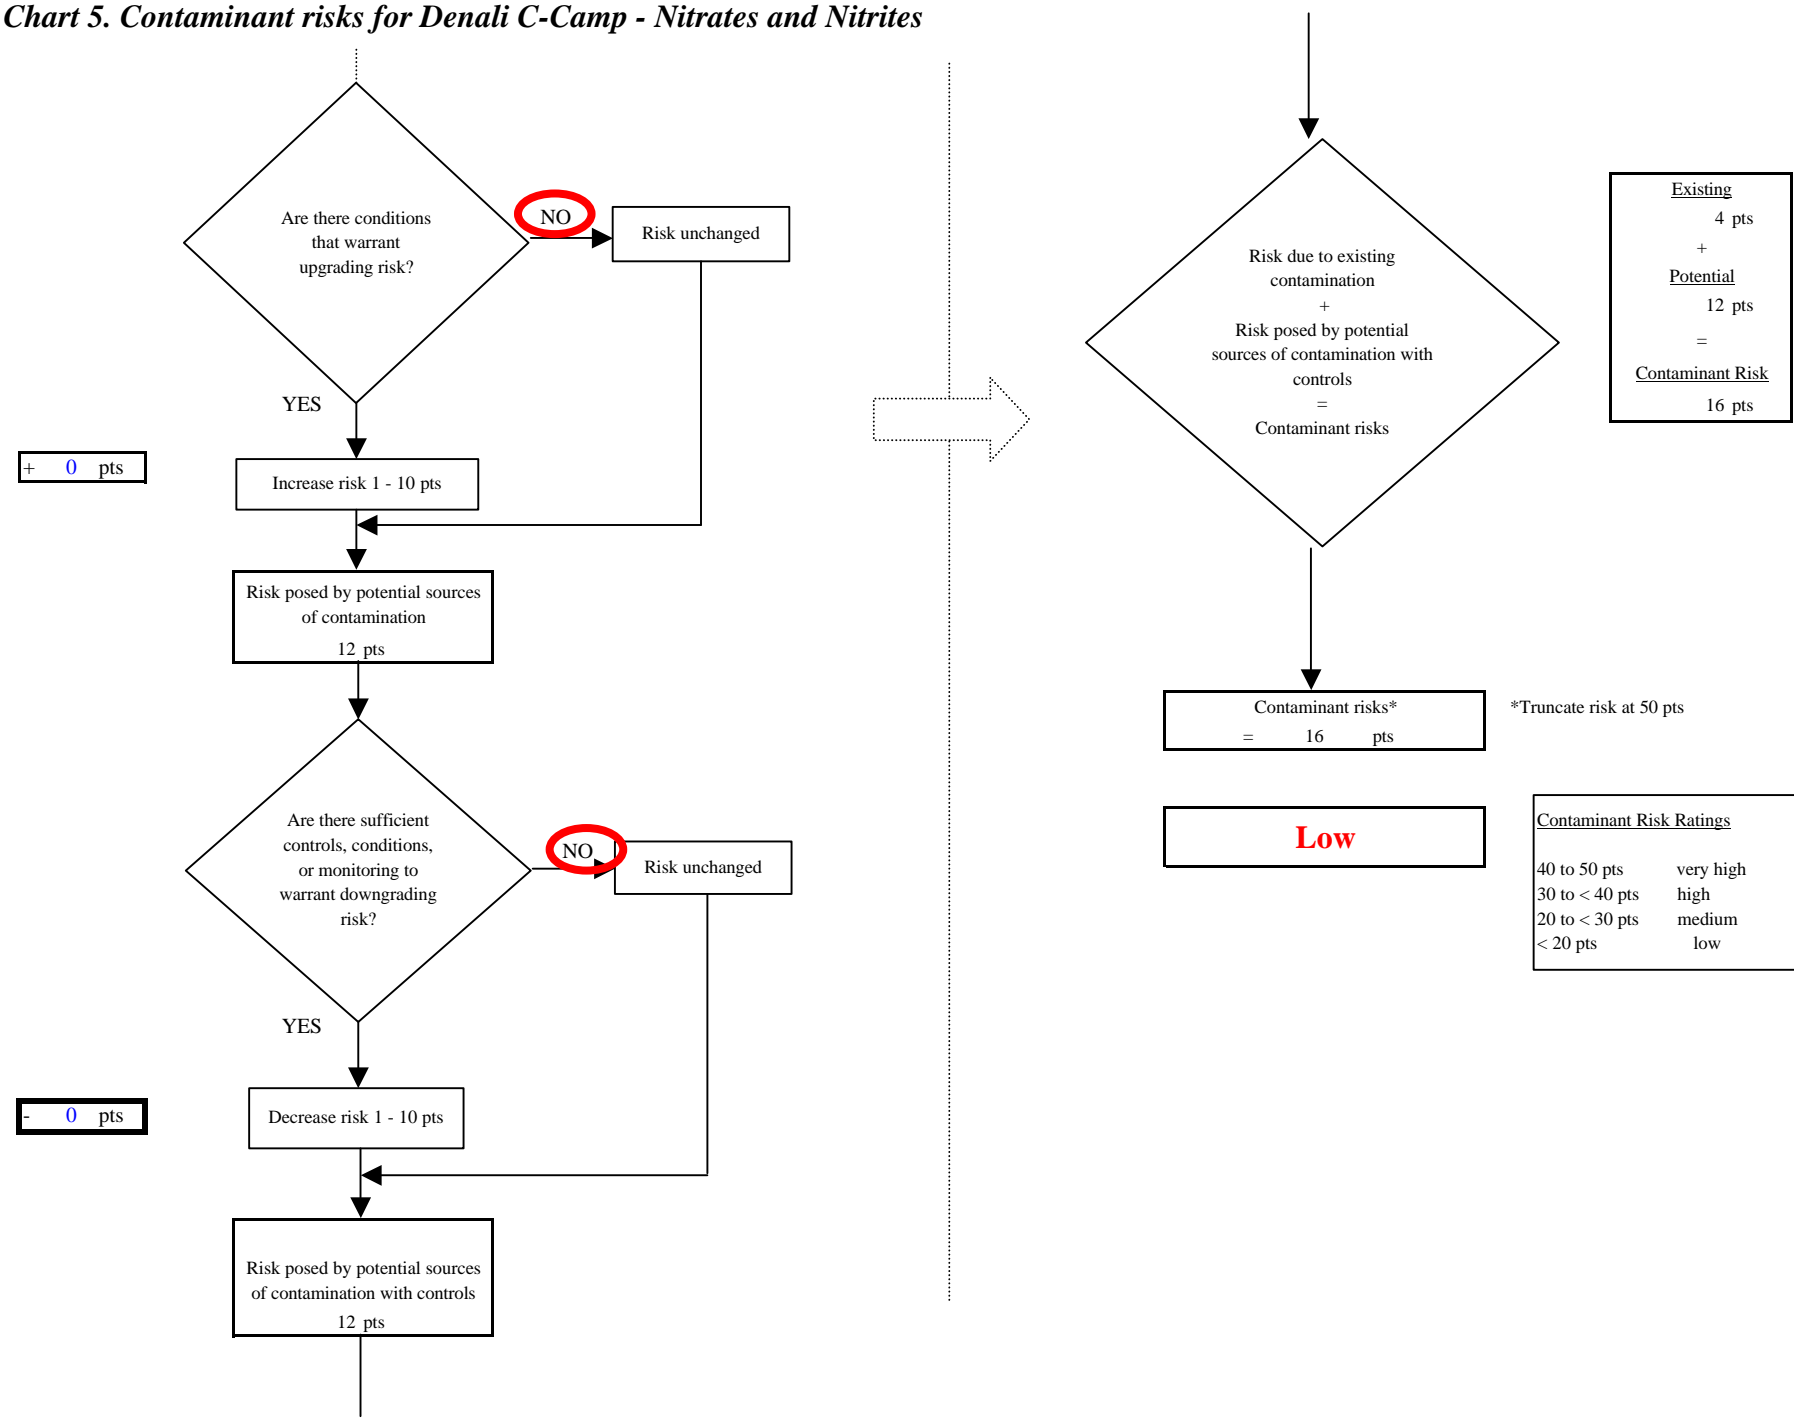 Chart 5. Contaminant risks for Denali C-Camp - Nitrates and Nitrites
Are there conditions
that warrant
upgrading risk?
NO
Risk unchanged
YES
+ 0 pts
Increase risk 1 - 10 pts
Risk posed by potential sources
of contamination
12 pts
Are there sufficient
controls, conditions,
or monitoring to
warrant downgrading
risk?
NO
Risk unchanged
YES
- 0 pts
Decrease risk 1 - 10 pts
Risk posed by potential sources
of contamination with controls
12 pts
Risk due to existing
contamination
+
Risk posed by potential
sources of contamination with
controls
=
Contaminant risks
Existing
4 pts
+
Potential
12 pts
=
Contaminant Risk
16 pts
Contaminant risks*
= 16 pts
*Truncate risk at 50 pts
Low
Contaminant Risk Ratings
40 to 50 pts very high
30 to < 40 pts high
20 to < 30 pts medium
< 20 pts low